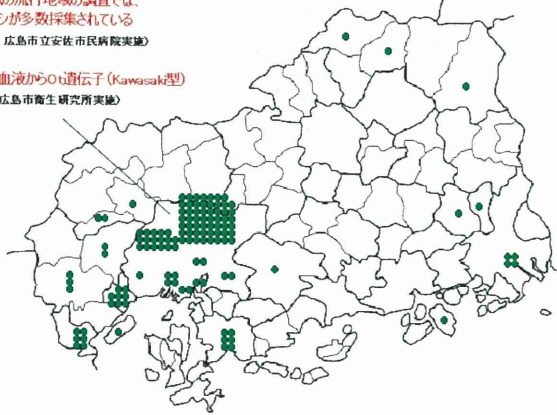 の流行地域の調査では、
シが多数採集されている
広島市立安佐市民病院実施〉
血液からOt遺伝子（Kawasaki型）
広島市衛生研究所実施〉